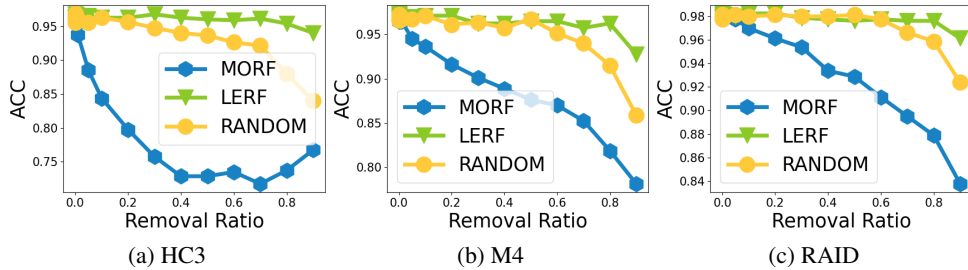 0.95
0.90
0.85
0.80
0.75
ACC
MORF
LERF
RANDOM
0.0 0.2 0.4 0.6 0.8
Removal Ratio
(a) HC3
0.95
0.90
0.85
0.80
ACC
MORF
LERF
RANDOM
0.0 0.2 0.4 0.6 0.8
Removal Ratio
(b) M4
0.98
0.96
0.94
0.92
0.90
0.88
0.86
0.84
ACC
MORF
LERF
RANDOM
0.0 0.2 0.4 0.6 0.8
Removal Ratio
(c) RAID